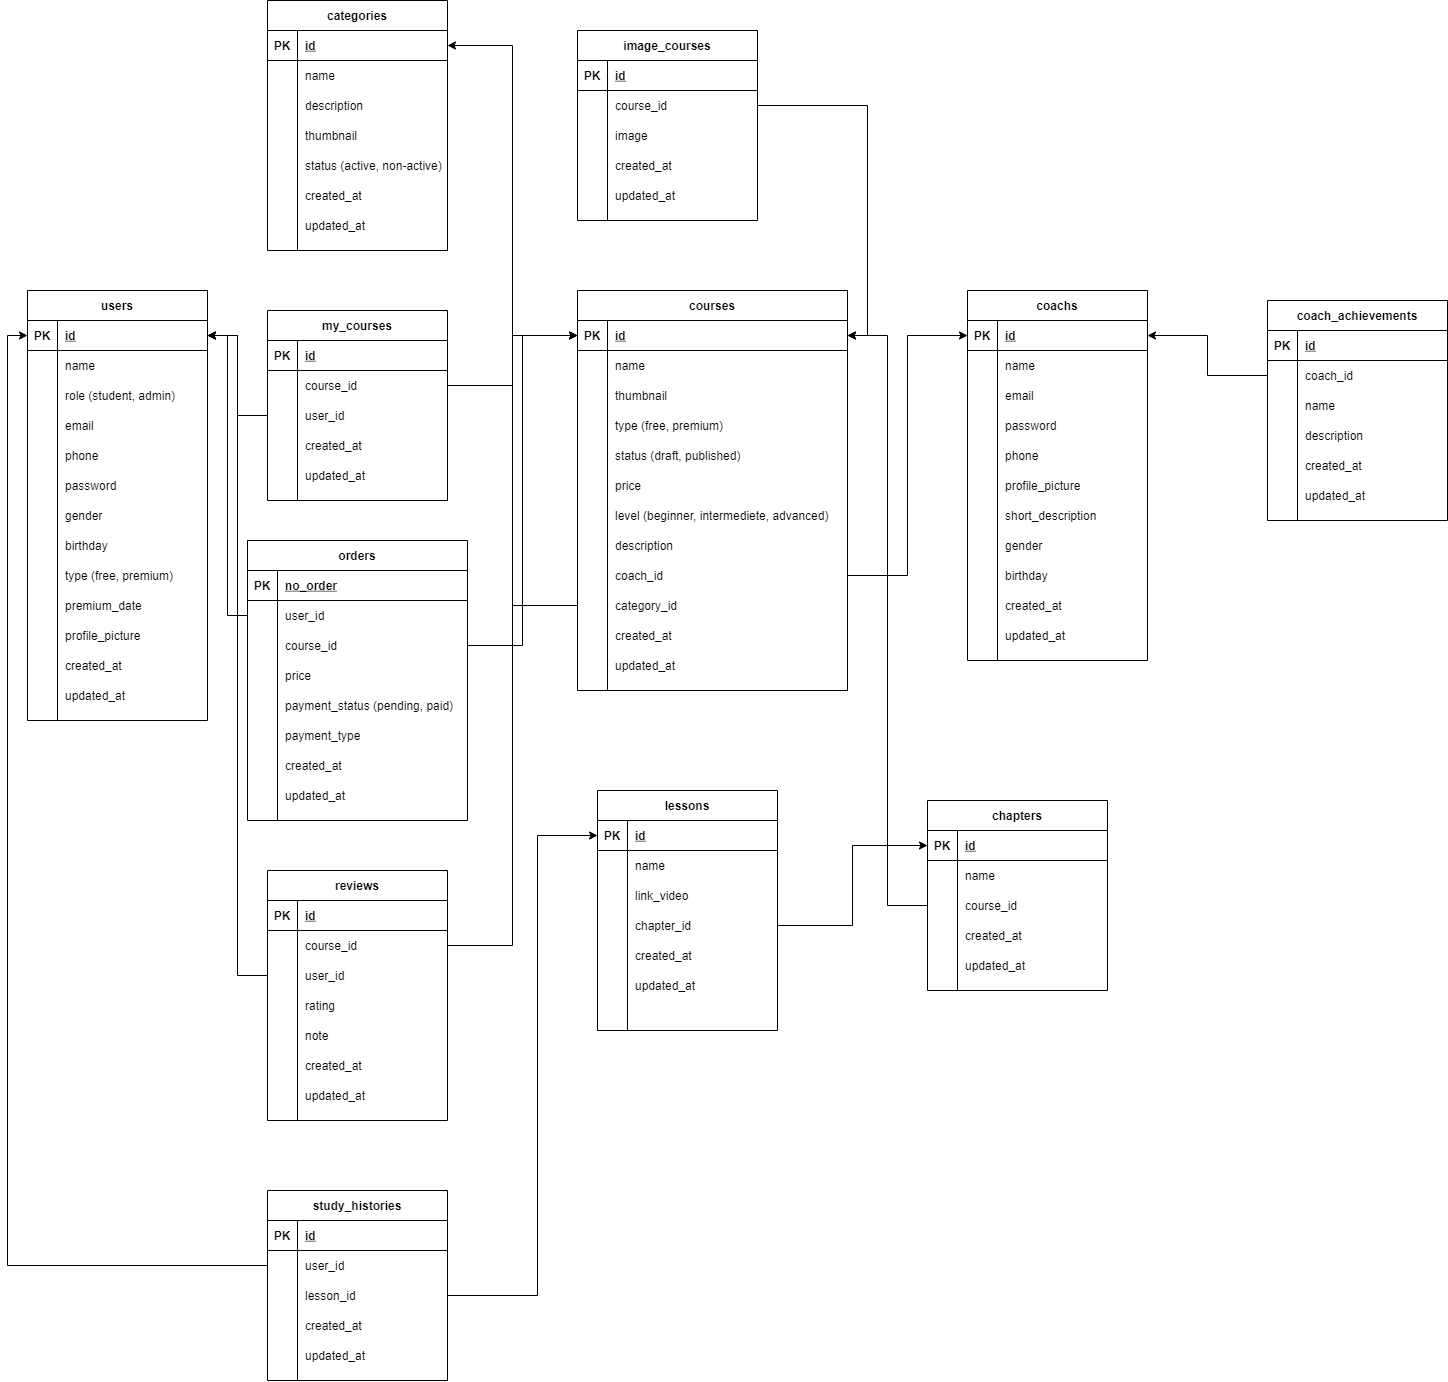 categories
PK id
name
description
thumbnail
status (active, non-active)
created_at
updated_at
image_courses
PK id
course_id
image
created_at
updated_at
users
PK id
name
role (student, admin)
email
phone
password
gender
birthday
type (free, premium)
premium_date
profile_picture
created_at
updated_at
my_courses
PK id
course_id
user_id
created_at
updated_at
courses
PK id
name
thumbnail
type (free, premium)
status (draft, published)
price
level (beginner, intermediete, advanced)
description
coach_id
category_id
created_at
updated_at
coachs
PK id
name
email
password
phone
profile_picture
short_description
gender
birthday
created_at
updated_at
coach_achievements
PK id
coach_id
name
description
created_at
updated_at
orders
PK no_order
user_id
course_id
price
payment_status (pending, paid)
payment_type
created_at
updated_at
lessons
PK id
name
link_video
chapter_id
created_at
updated_at
chapters
PK id
name
course_id
created_at
updated_at
reviews
PK id
course_id
user_id
rating
note
created_at
updated_at
study_histories
PK id
user_id
lesson_id
created_at
updated_at